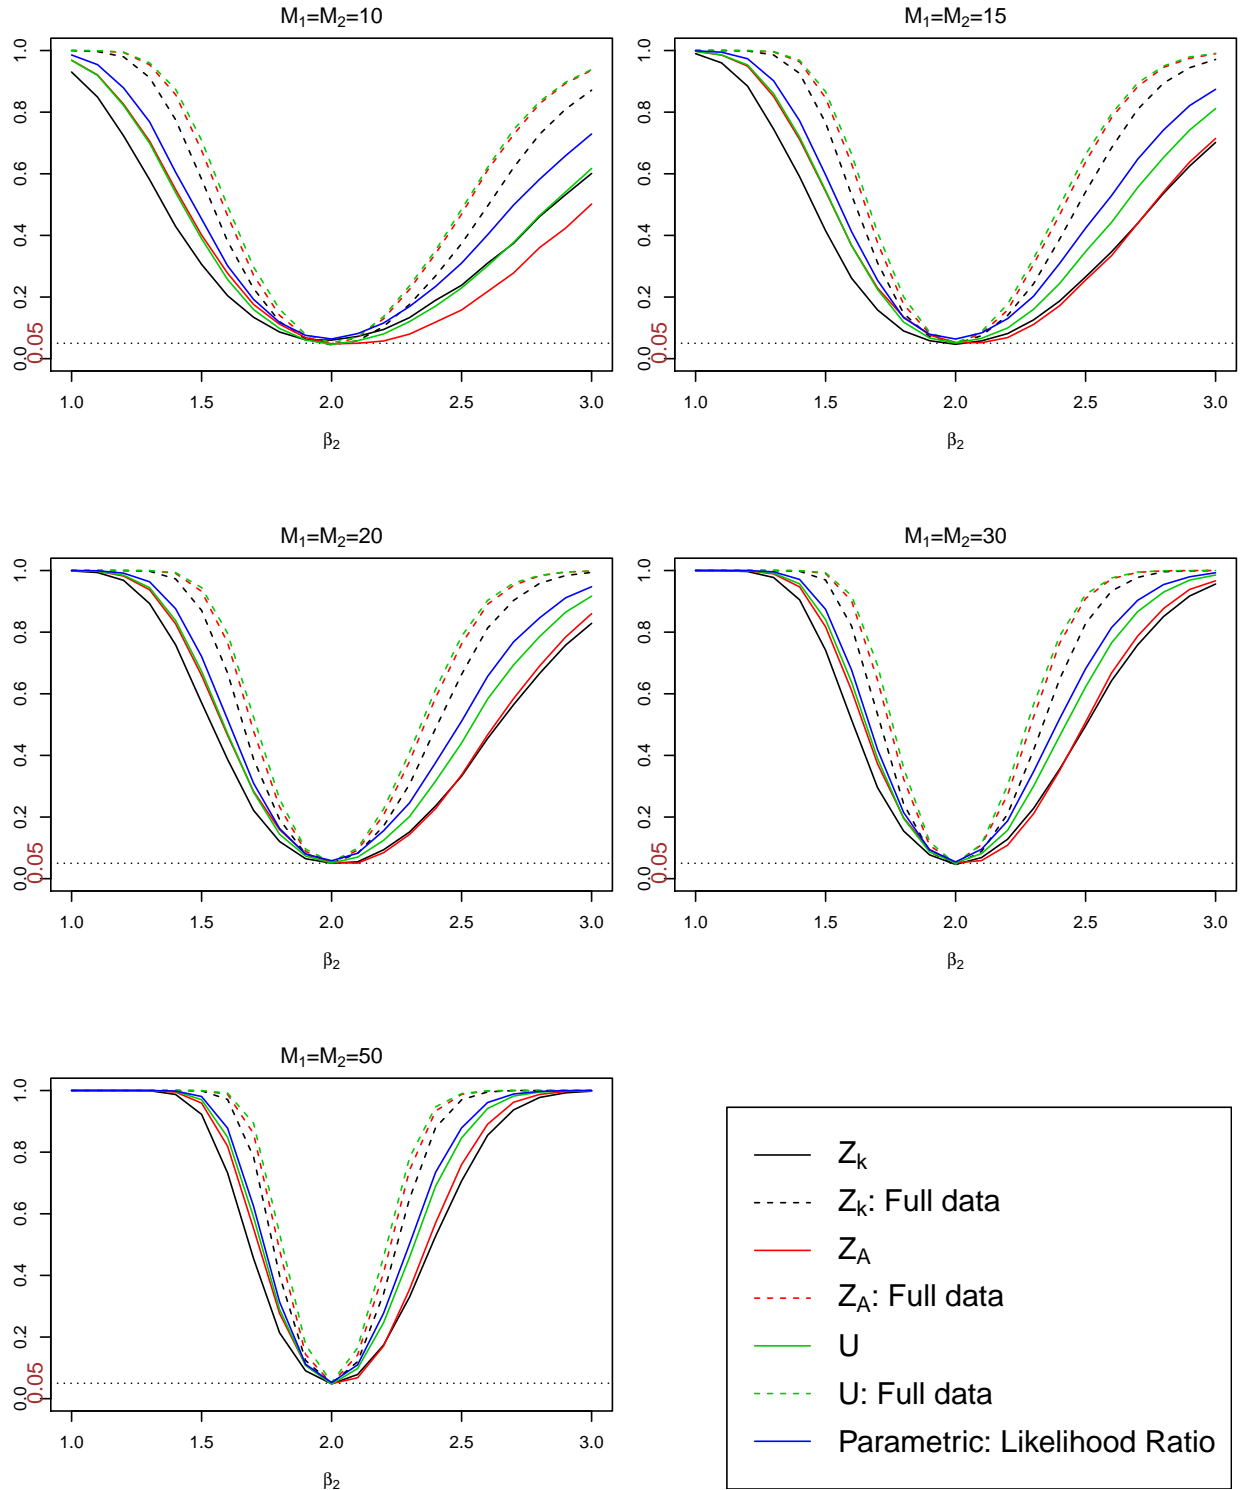 M₁=M₂=10
0.0 0.2 0.4 0.6 0.8 1.0
0.05
1.0 1.5 2.0 2.5 3.0
β₂
M₁=M₂=15
0.0 0.2 0.4 0.6 0.8 1.0
0.05
1.0 1.5 2.0 2.5 3.0
β₂
M₁=M₂=20
0.0 0.2 0.4 0.6 0.8 1.0
0.05
1.0 1.5 2.0 2.5 3.0
β₂
M₁=M₂=30
0.0 0.2 0.4 0.6 0.8 1.0
0.05
1.0 1.5 2.0 2.5 3.0
β₂
M₁=M₂=50
0.0 0.2 0.4 0.6 0.8 1.0
0.05
1.0 1.5 2.0 2.5 3.0
β₂
Zₖ
Zₖ: Full data
Z_A
Z_A: Full data
U
U: Full data
Parametric: Likelihood Ratio